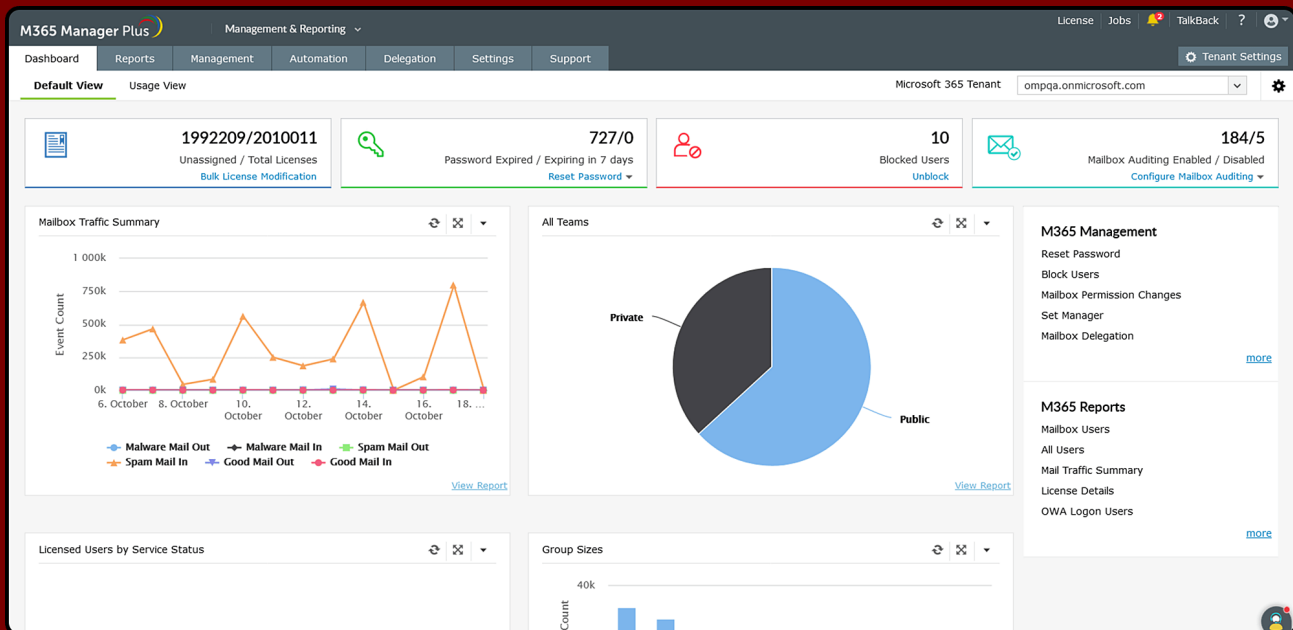 M365 Manager Plus
Management & Reporting
License
Jobs
2
TalkBack
?
Dashboard
Reports
Management
Automation
Delegation
Settings
Support
Tenant Settings
Default View
Usage View
Microsoft 365 Tenant
ompqa.onmicrosoft.com
1992209/2010011
Unassigned / Total Licenses
Bulk License Modification
727/0
Password Expired / Expiring in 7 days
Reset Password
10
Blocked Users
Unblock
184/5
Mailbox Auditing Enabled / Disabled
Configure Mailbox Auditing
Mailbox Traffic Summary
1 000k
750k
500k
250k
0k
Event Count
6. October
8. October
10. October
12. October
14. October
16. October
18. ...
Malware Mail Out
Malware Mail In
Spam Mail Out
Spam Mail In
Good Mail Out
Good Mail In
View Report
All Teams
Private
Public
View Report
M365 Management
Reset Password
Block Users
Mailbox Permission Changes
Set Manager
Mailbox Delegation
more
M365 Reports
Mailbox Users
All Users
Mail Traffic Summary
License Details
OWA Logon Users
more
Licensed Users by Service Status
Group Sizes
40k
Count